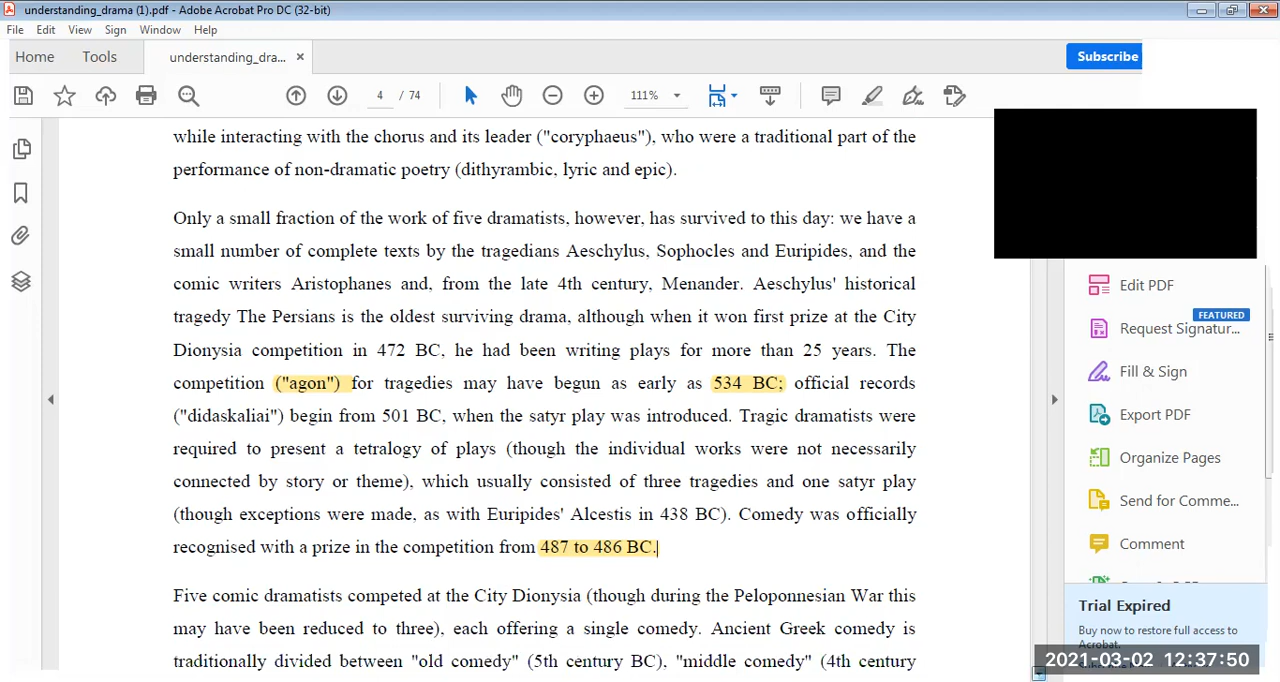 understanding_drama (1).pdf - Adobe Acrobat Pro DC (32-bit)
File Edit View Sign Window Help
Home Tools understanding_dra... ×
Subscribe
4 / 74 111%
while interacting with the chorus and its leader ("coryphaeus"), who were a traditional part of the
performance of non-dramatic poetry (dithyrambic, lyric and epic).
Only a small fraction of the work of five dramatists, however, has survived to this day: we have a
small number of complete texts by the tragedians Aeschylus, Sophocles and Euripides, and the
comic writers Aristophanes and, from the late 4th century, Menander. Aeschylus' historical
tragedy The Persians is the oldest surviving drama, although when it won first prize at the City
Dionysia competition in 472 BC, he had been writing plays for more than 25 years. The
competition ("agon") for tragedies may have begun as early as 534 BC; official records
("didaskaliai") begin from 501 BC, when the satyr play was introduced. Tragic dramatists were
required to present a tetralogy of plays (though the individual works were not necessarily
connected by story or theme), which usually consisted of three tragedies and one satyr play
(though exceptions were made, as with Euripides' Alcestis in 438 BC). Comedy was officially
recognised with a prize in the competition from 487 to 486 BC.
Five comic dramatists competed at the City Dionysia (though during the Peloponnesian War this
may have been reduced to three), each offering a single comedy. Ancient Greek comedy is
traditionally divided between "old comedy" (5th century BC), "middle comedy" (4th century
Edit PDF
FEATURED
Request Signatur...
Fill & Sign
Export PDF
Organize Pages
Send for Comme...
Comment
Trial Expired
Buy now to restore full access to
Acrobat.
2021-03-02 12:37:50